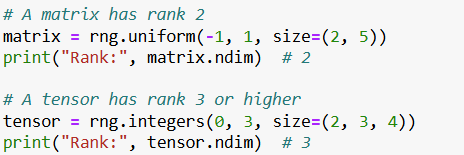 # A matrix has rank 2
matrix = rng.uniform(-1, 1, size=(2, 5))
print("Rank:", matrix.ndim)  # 2
# A tensor has rank 3 or higher
tensor = rng.integers(0, 3, size=(2, 3, 4))
print("Rank:", tensor.ndim)  # 3